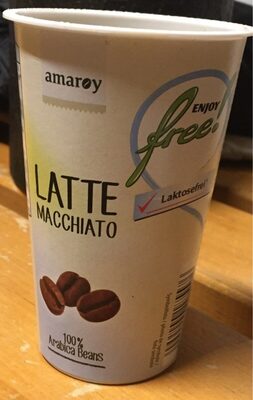 amaroy
ENJOY
free!
Laktosefrei
LATTE
MACCHIATO
100%
Arabica Beans